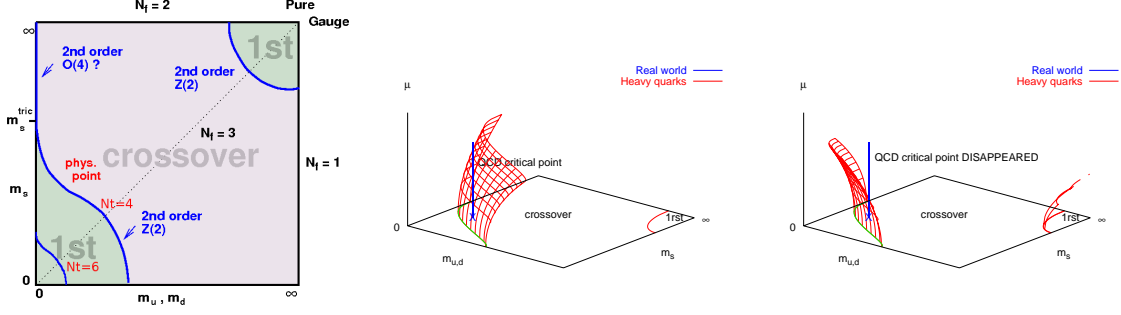 N_f = 2
Pure
Gauge
∞
2nd order
O(4) ?
1st
2nd order
Z(2)
m_s^tric
N_f = 3
crossover
phys.
point
N_f = 1
m_s
Nt=4
2nd order
Z(2)
1st
Nt=6
0
0
m_u , m_d
∞
Real world
Heavy quarks
μ
QCD critical point
crossover
1rst
∞
0
m_u,d
m_s
Real world
Heavy quarks
μ
QCD critical point DISAPPEARED
crossover
1rst
∞
0
m_u,d
m_s